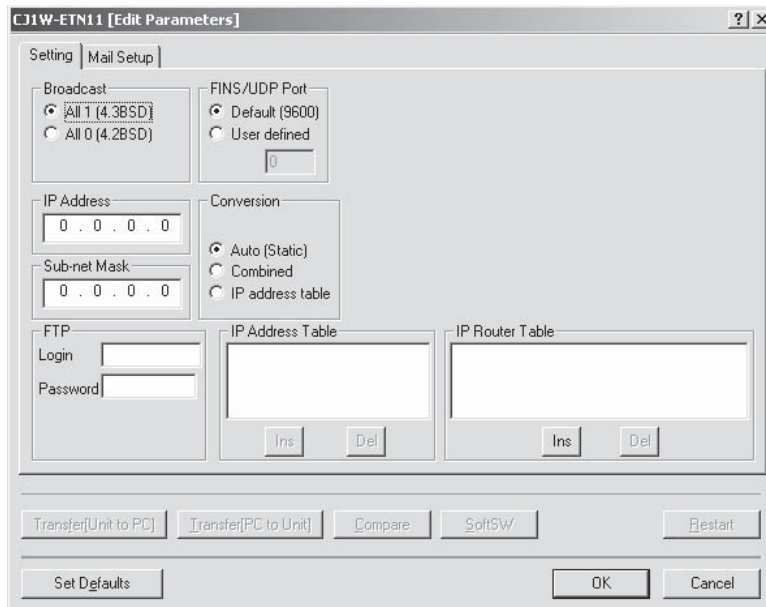 CJ1W-ETN11 [Edit Parameters]
Setting
Mail Setup
Broadcast
All 1 (4.3BSD)
All 0 (4.2BSD)
FINS/UDP Port
Default (9600)
User defined
0
IP Address
0 . 0 . 0 . 0
Sub-net Mask
0 . 0 . 0 . 0
Conversion
Auto (Static)
Combined
IP address table
FTP
Login
Password
IP Address Table
Ins
Del
IP Router Table
Ins
Del
Transfer[Unit to PC]
Transfer[PC to Unit]
Compare
SoftSW
Restart
Set Defaults
OK
Cancel